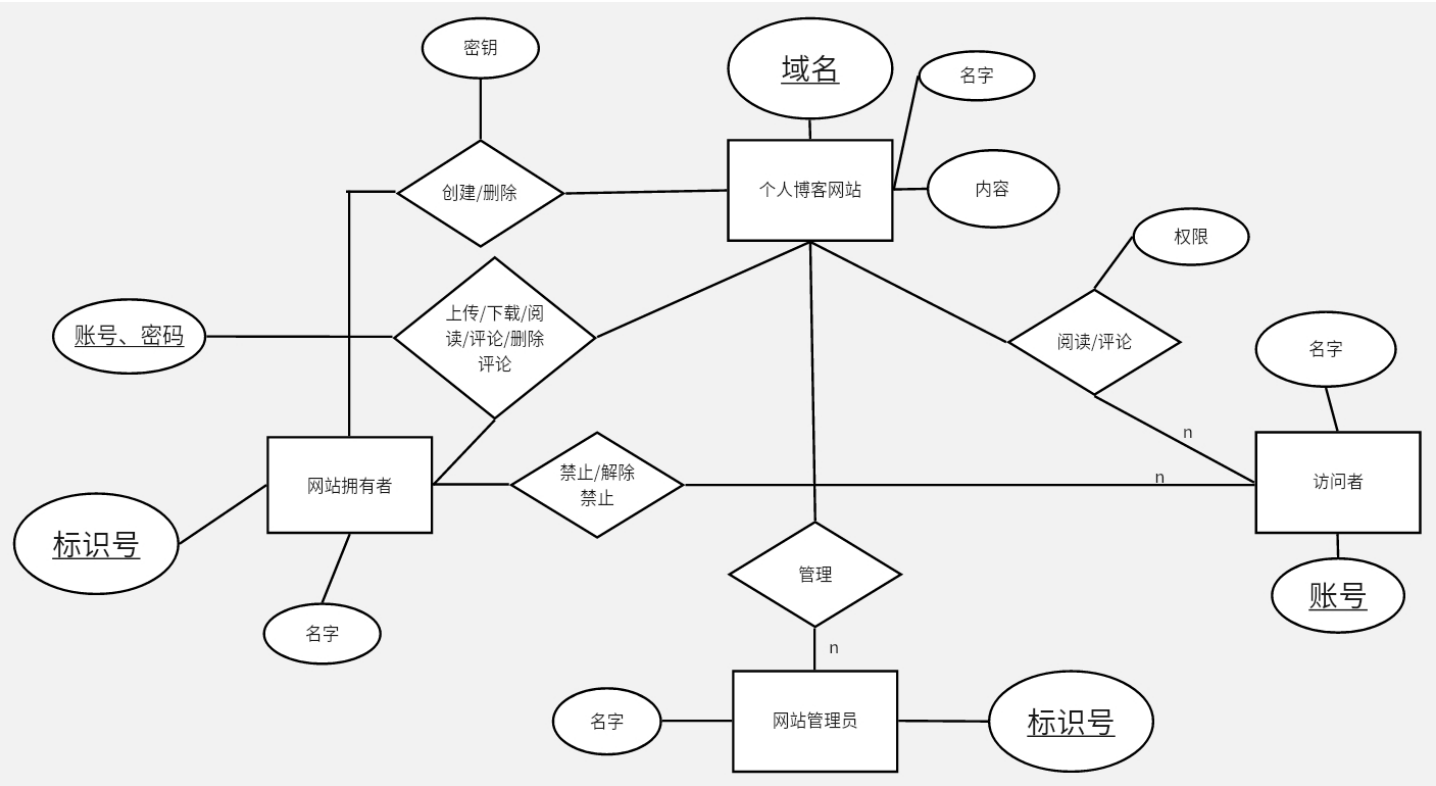 密钥
域名
名字
创建/删除
个人博客网站
内容
权限
账号、密码
上传/下载/阅
读/评论/删除
评论
阅读/评论
名字
n
网站拥有者
禁止/解除
禁止
n
访问者
标识号
管理
账号
名字
n
名字
网站管理员
标识号